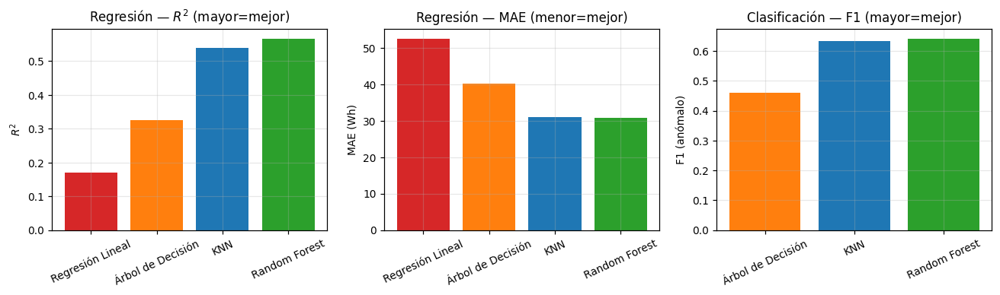 Regresión — R² (mayor=mejor)
R²
0.5
0.4
0.3
0.2
0.1
0.0
Regresión Lineal
Árbol de Decisión
KNN
Random Forest
Regresión — MAE (menor=mejor)
MAE (Wh)
50
40
30
20
10
0
Regresión Lineal
Árbol de Decisión
KNN
Random Forest
Clasificación — F1 (mayor=mejor)
F1 (anómalo)
0.6
0.5
0.4
0.3
0.2
0.1
0.0
Árbol de Decisión
KNN
Random Forest